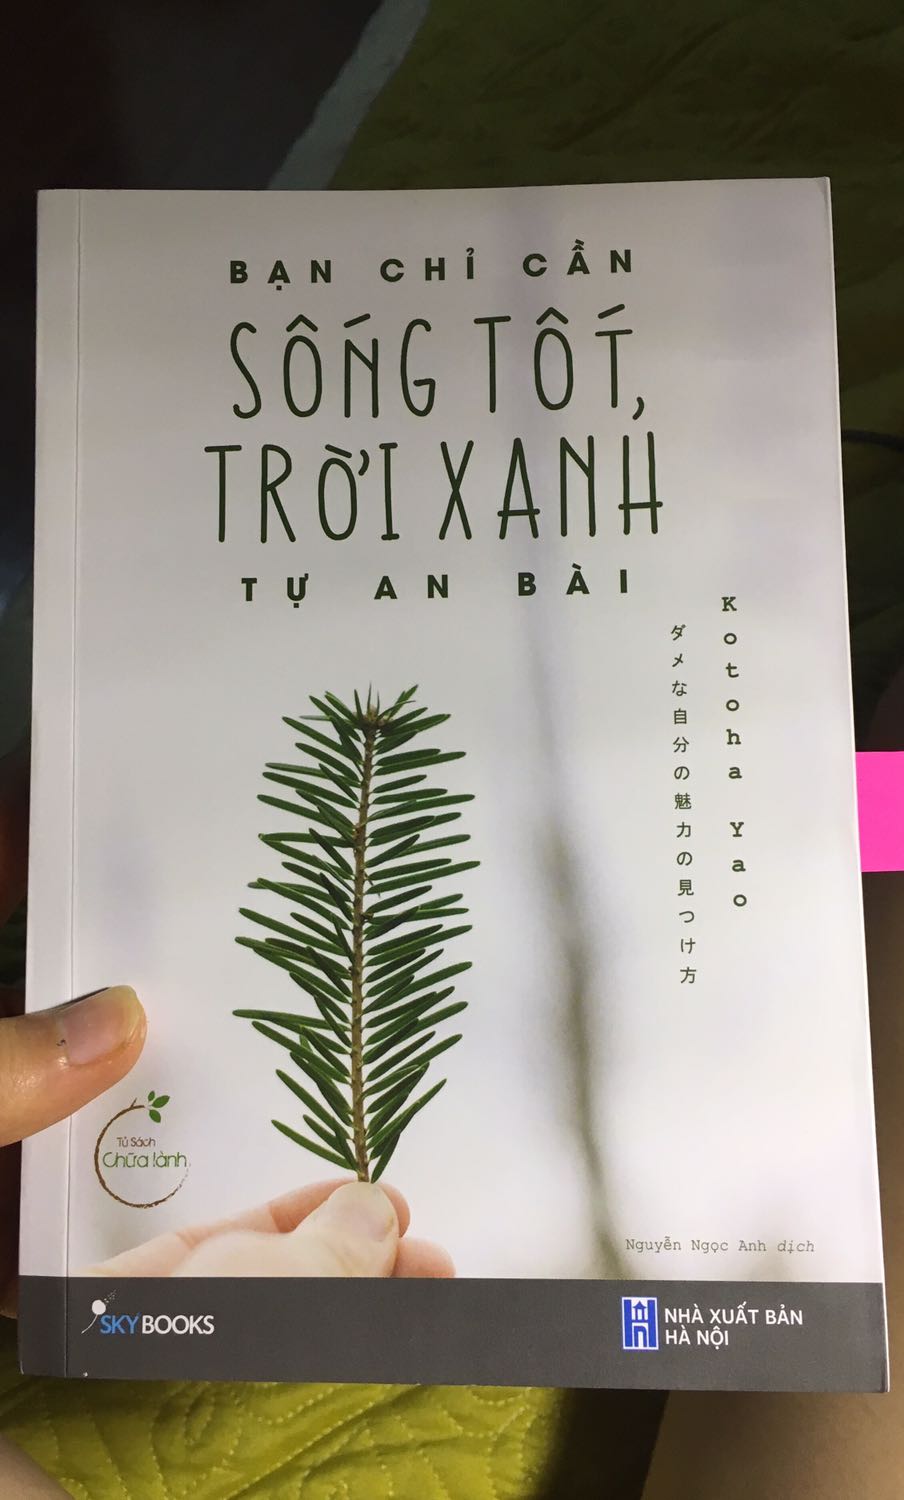 BẠN CHỈ CẦN
SỐNG TỐT,
TRỜI XANH
TỰ AN BÀI
Kotoha Yao
ダメな自分の魅力の見つけ方
Tủ Sách
Chữa lành
Nguyễn Ngọc Anh dịch
SKYBOOKS
NHÀ XUẤT BẢN
HÀ NỘI